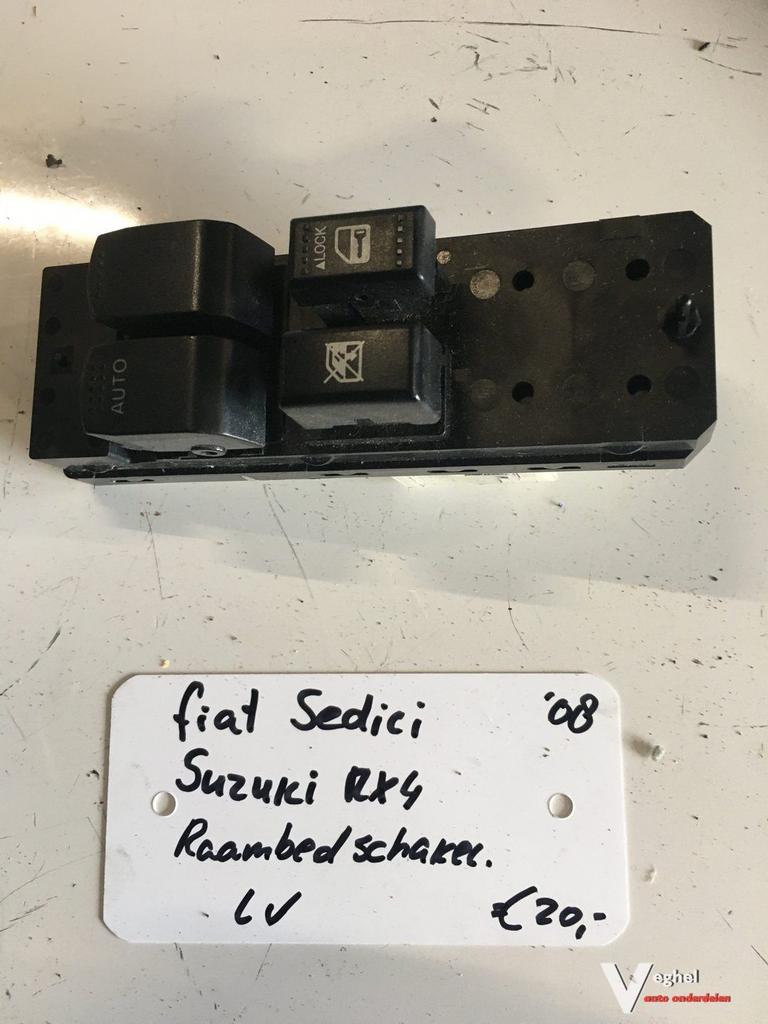 LOCK
AUTO
fiat Sedici '08
Suzuki RX4
Raambedschakel.
LV €20,-
Veghel
auto onderdelen